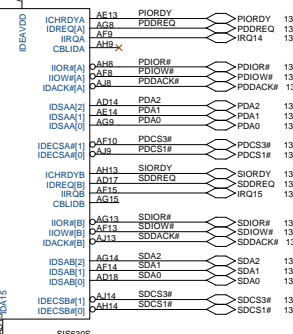 IDEAVDD
ICHRDYA AE13 PIORDY PIORDY 13
IDREQ[A] AG8 PDDREQ PDDREQ 13
IIRQA AF9 IRQ14 13
CBLIDA AH9
IIOR#[A] AH8 PDIOR# PDIOR# 13
IIOW#[A] AF8 PDIOW# PDIOW# 13
IDACK#[A] AJ8 PDDACK# PDDACK# 13
IDSAA[2] AD14 PDA2 PDA2 13
IDSAA[1] AE14 PDA1 PDA1 13
IDSAA[0] AG9 PDA0 PDA0 13
IDECSA#[1] AF10 PDCS3# PDCS3# 13
IDECSA#[0] AJ9 PDCS1# PDCS1# 13
ICHRDYB AH13 SIORDY SIORDY 13
IDREQ[B] AD17 SDDREQ SDDREQ 13
IIRQB AF15 IRQ15 13
CBLIDB AG15
IIOR#[B] AG13 SDIOR# SDIOR# 13
IIOW#[B] AF13 SDIOW# SDIOW# 13
IDACK#[B] AJ13 SDDACK# SDDACK# 13
IDSAB[2] AG14 SDA2 SDA2 13
IDSAB[1] AF14 SDA1 SDA1 13
IDSAB[0] AD18 SDA0 SDA0 13
IDECSB#[1] AJ14 SDCS3# SDCS3# 13
IDECSB#[0] AH14 SDCS1# SDCS1# 13
IDA15